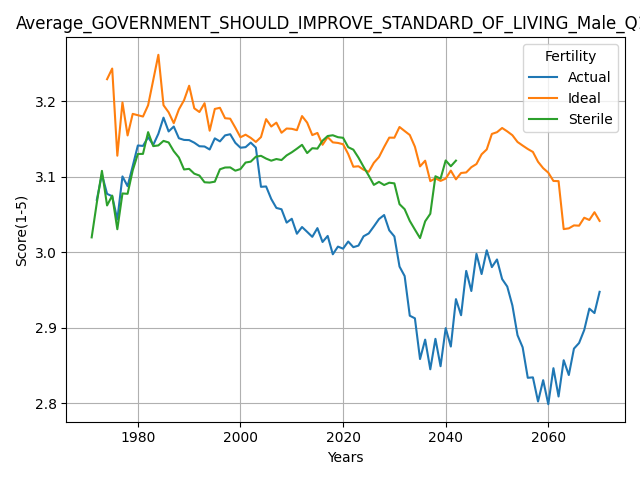 Average_GOVERNMENT_SHOULD_IMPROVE_STANDARD_OF_LIVING_Male_Q
Fertility
Actual
Ideal
Sterile
Score(1-5)
3.2
3.1
3.0
2.9
2.8
1980 2000 2020 2040 2060
Years